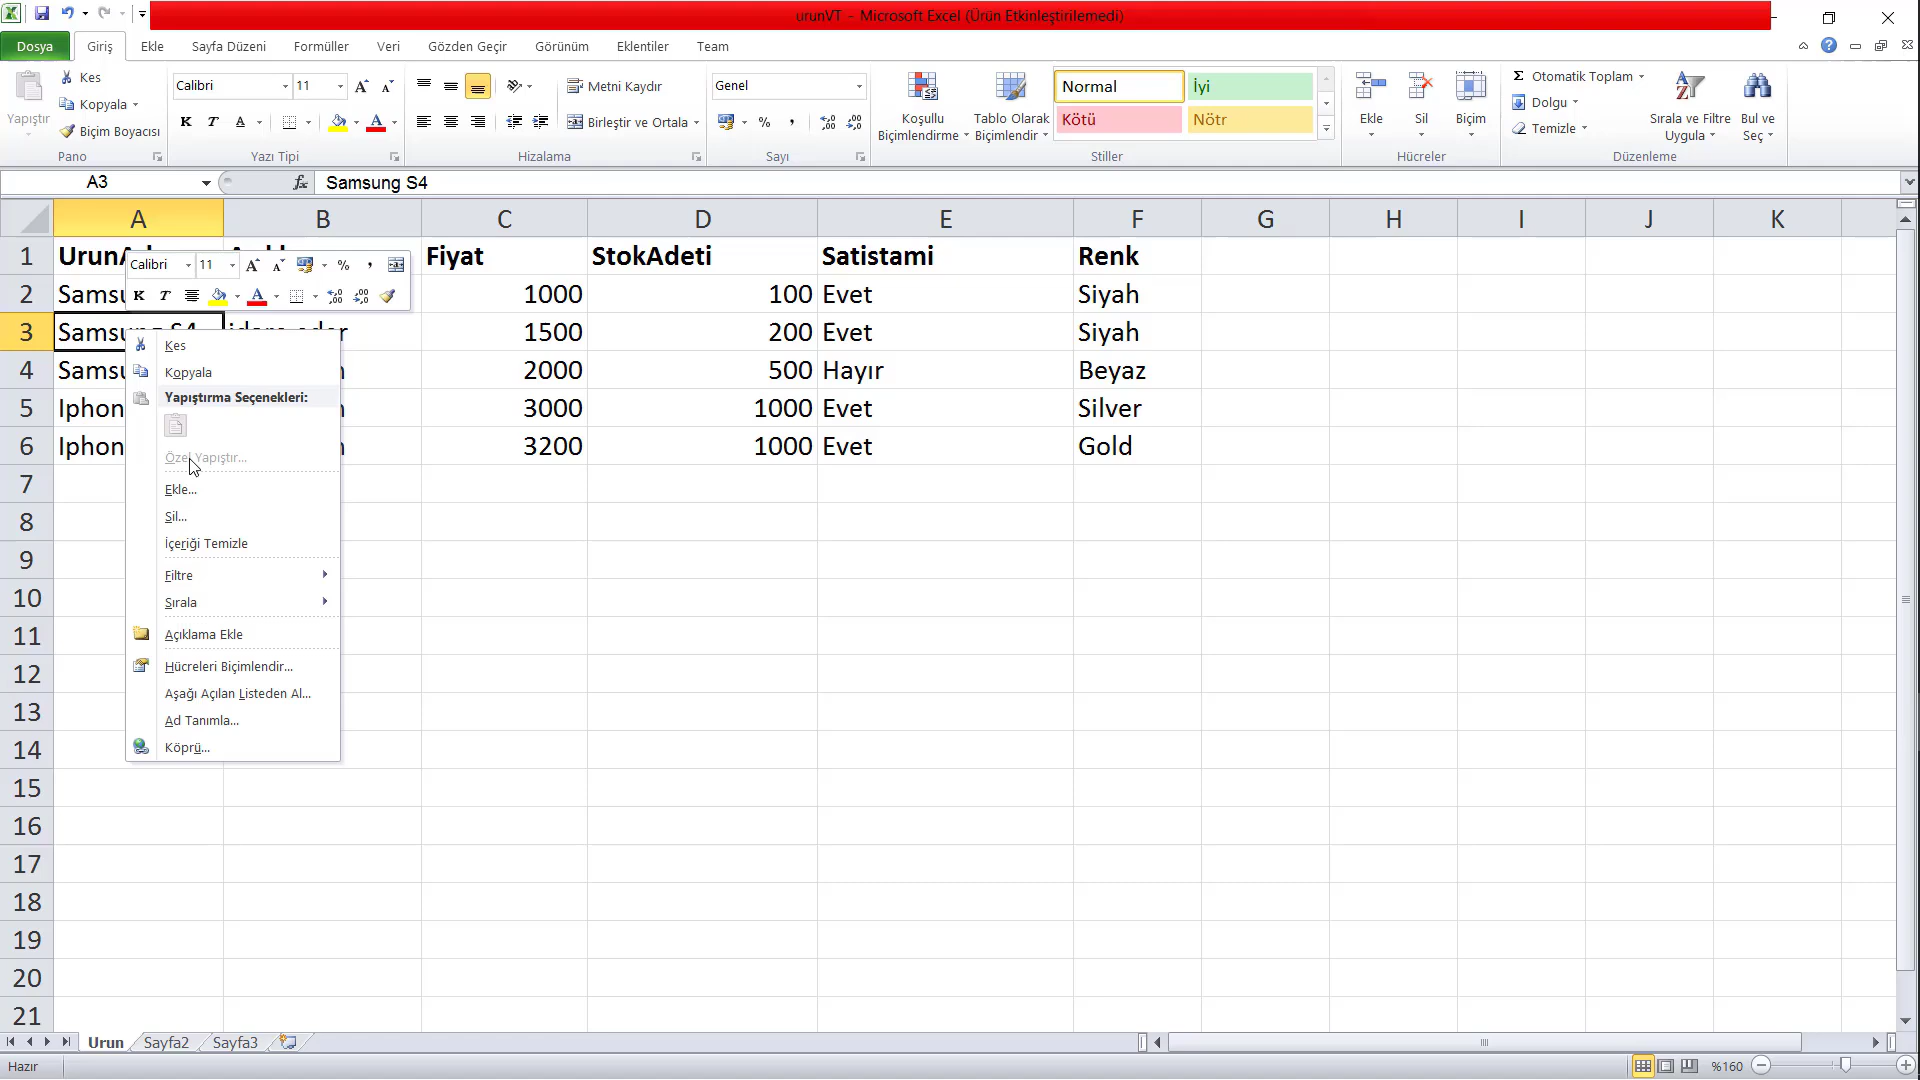 urunVT - Microsoft Excel (Ürün Etkinleştirilemedi)
Dosya Giriş Ekle Sayfa Düzeni Formüller Veri Gözden Geçir Görünüm Eklentiler Team
Yapıştır
Kes
Kopyala
Biçim Boyacısı
Pano
Calibri 11
K T A
Yazı Tipi
Metni Kaydır
Birleştir ve Ortala
Hizalama
Genel
%
Sayı
Koşullu Biçimlendirme
Tablo Olarak Biçimlendir
Normal İyi
Kötü Nötr
Stiller
Ekle Sil Biçim
Hücreler
Σ Otomatik Toplam
Dolgu
Temizle
Sırala ve Filtre Uygula
Bul ve Seç
Düzenleme
A3 fx Samsung S4
A B C D E F G H I J K
1 Fiyat StokAdeti Satistami Renk
2 1000 100 Evet Siyah
3 1500 200 Evet Siyah
4 2000 500 Hayır Beyaz
5 3000 1000 Evet Silver
6 3200 1000 Evet Gold
7
8
9
10
11
12
13
14
15
16
17
18
19
20
21
Calibri 11 A A %
K T A
Kes
Kopyala
Yapıştırma Seçenekleri:
Özel Yapıştır...
Ekle...
Sil...
İçeriği Temizle
Filtre
Sırala
Açıklama Ekle
Hücreleri Biçimlendir...
Aşağı Açılan Listeden Al...
Ad Tanımla...
Köprü...
Urun Sayfa2 Sayfa3
Hazır %160